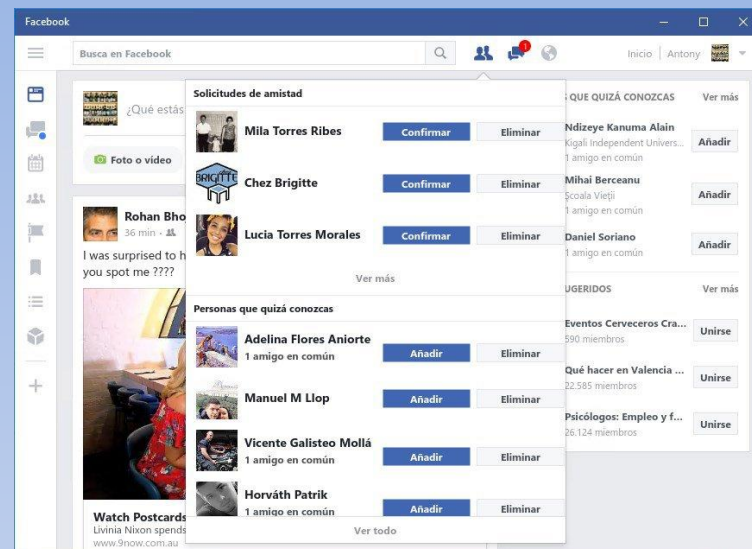 Facebook
Busca en Facebook
1
Inicio
Antony
¿Qué estás
Foto o vídeo
Rohan Bho
36 min
I was surprised to h
you spot me ????
Watch Postcards
Livinia Nixon spends
www.9now.com.au
Solicitudes de amistad
Mila Torres Ribes
Confirmar
Eliminar
BRIGITTE
Chez Brigitte
Confirmar
Eliminar
Lucia Torres Morales
Confirmar
Eliminar
Ver más
Personas que quizá conozcas
Adelina Flores Aniorte
1 amigo en común
Añadir
Eliminar
Manuel M Llop
Añadir
Eliminar
Vicente Galisteo Mollá
1 amigo en común
Añadir
Eliminar
Horváth Patrik
1 amigo en común
Añadir
Eliminar
Ver todo
QUE QUIZÁ CONOZCAS
Ver más
Ndizeye Kanuma Alain
Kigali Independent Univers...
1 amigo en común
Añadir
Mihai Berceanu
Școala Vieții
1 amigo en común
Añadir
Daniel Soriano
1 amigo en común
Añadir
UGERIDOS
Ver más
Eventos Cerveceros Cra...
590 miembros
Unirse
Qué hacer en Valencia ...
22.585 miembros
Unirse
Psicólogos: Empleo y f...
26.124 miembros
Unirse